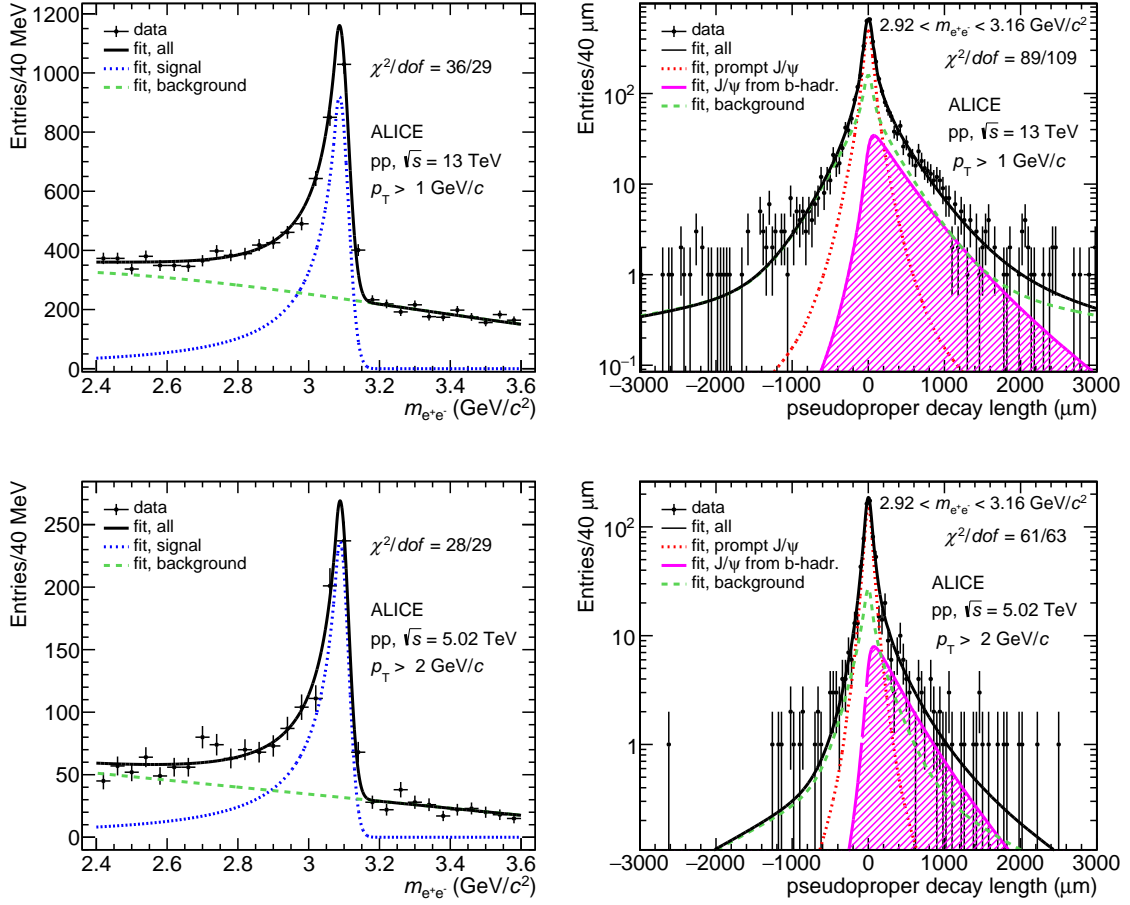 Entries/40 MeV
1200
1000
800
600
400
200
0
data
fit, all
fit, signal
fit, background
χ²/dof = 36/29
ALICE
pp, √s = 13 TeV
p_T > 1 GeV/c
2.4 2.6 2.8 3 3.2 3.4 3.6
m_e⁺e⁻ (GeV/c²)
Entries/40 μm
10²
10
1
10⁻¹
data
fit, all
fit, prompt J/ψ
fit, J/ψ from b-hadr.
fit, background
2.92 < m_e⁺e⁻ < 3.16 GeV/c²
χ²/dof = 89/109
ALICE
pp, √s = 13 TeV
p_T > 1 GeV/c
−3000 −2000 −1000 0 1000 2000 3000
pseudoproper decay length (μm)
Entries/40 MeV
250
200
150
100
50
0
data
fit, all
fit, signal
fit, background
χ²/dof = 28/29
ALICE
pp, √s = 5.02 TeV
p_T > 2 GeV/c
2.4 2.6 2.8 3 3.2 3.4 3.6
m_e⁺e⁻ (GeV/c²)
Entries/40 μm
10²
10
1
data
fit, all
fit, prompt J/ψ
fit, J/ψ from b-hadr.
fit, background
2.92 < m_e⁺e⁻ < 3.16 GeV/c²
χ²/dof = 61/63
ALICE
pp, √s = 5.02 TeV
p_T > 2 GeV/c
−3000 −2000 −1000 0 1000 2000 3000
pseudoproper decay length (μm)